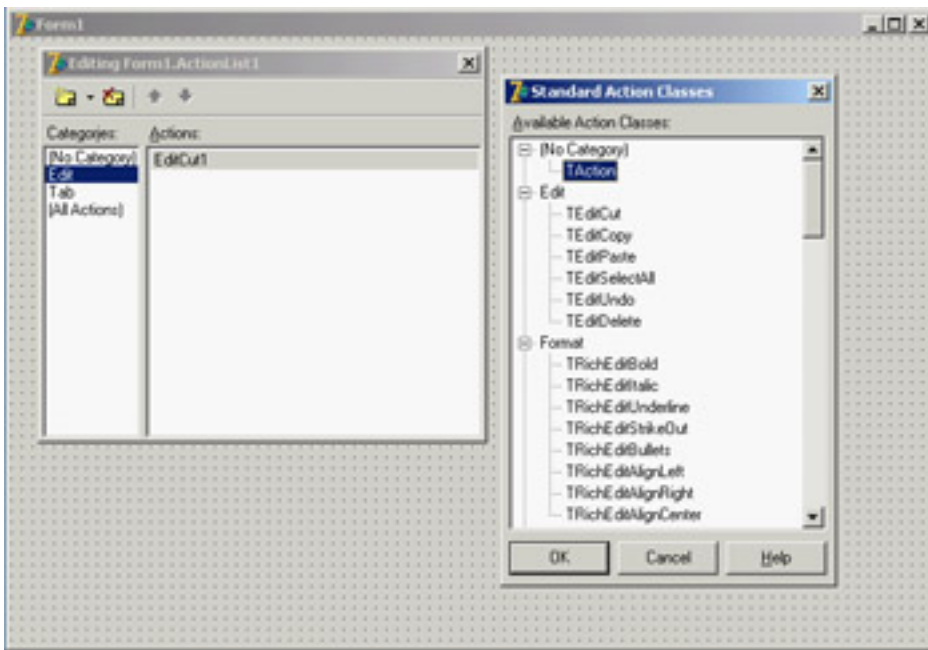 Form1
Editing Form1.ActionList1
Categories:
Actions:
(No Category)
Edit
Tab
(All Actions)
EditCut1
Standard Action Classes
Available Action Classes:
(No Category)
TAction
Edit
TEditCut
TEditCopy
TEditPaste
TEditSelectAll
TEditUndo
TEditDelete
Format
TRichEditBold
TRichEditItalic
TRichEditUnderline
TRichEditStrikeOut
TRichEditBullets
TRichEditAlignLeft
TRichEditAlignRight
TRichEditAlignCenter
OK
Cancel
Help